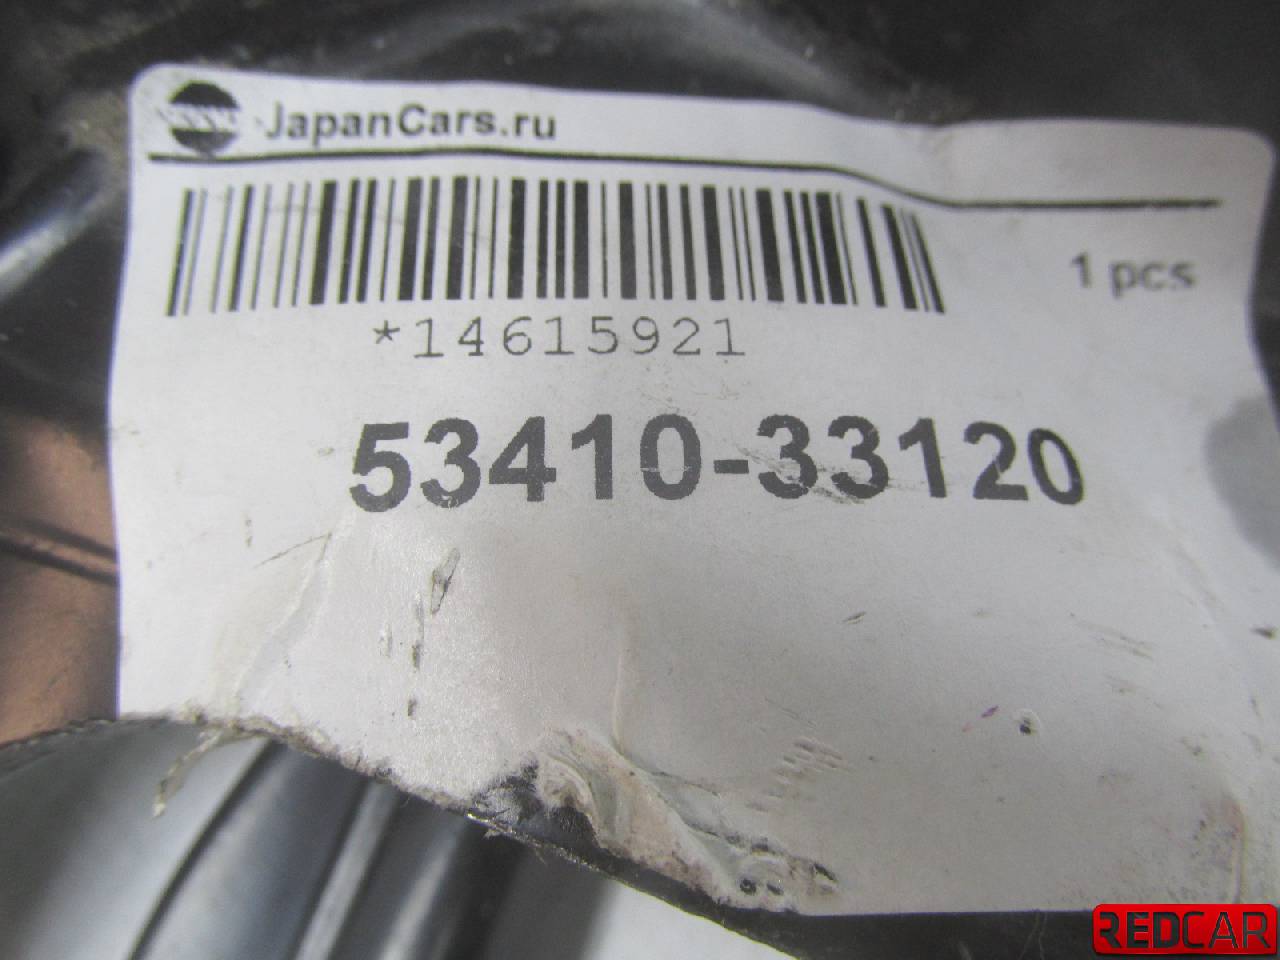 JapanCars.ru
1 pcs
*14615921
53410-33120
REDCAR